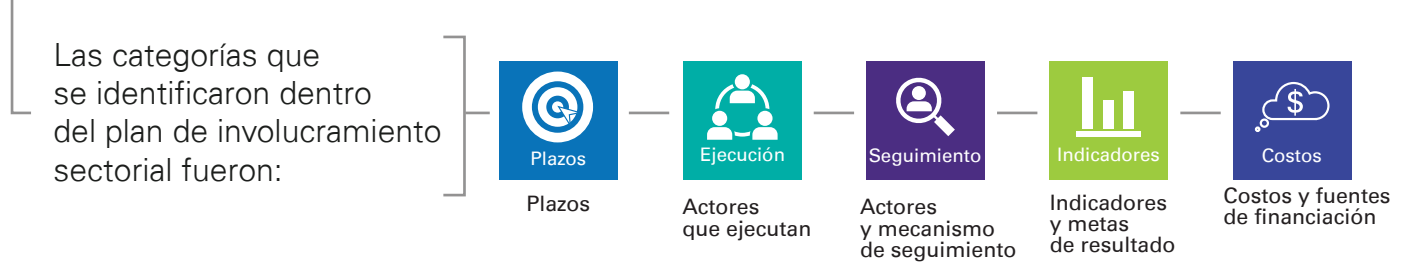 Las categorías que
se identificaron dentro
del plan de involucramiento
sectorial fueron:
Plazos
Plazos
Ejecución
Actores
que ejecutan
Seguimiento
Actores
y mecanismo
de seguimiento
Indicadores
Indicadores
y metas
de resultado
$
Costos
Costos y fuentes
de financiación